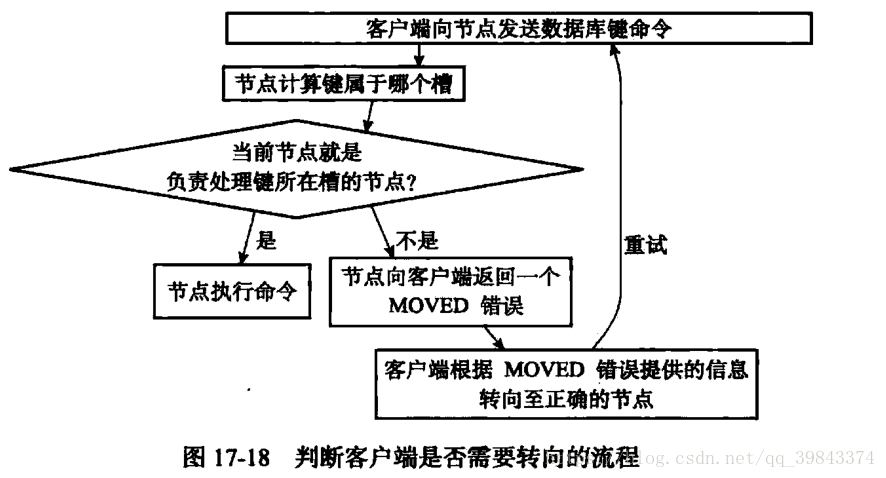 客户端向节点发送数据库键命令
节点计算键属于哪个槽
当前节点就是
负责处理键所在槽的节点？
是
不是
重试
节点执行命令
节点向客户端返回一个
MOVED 错误
客户端根据 MOVED 错误提供的信息
转向至正确的节点
图 17-18 判断客户端是否需要转向的流程
log.csdn.net/qq_39843374